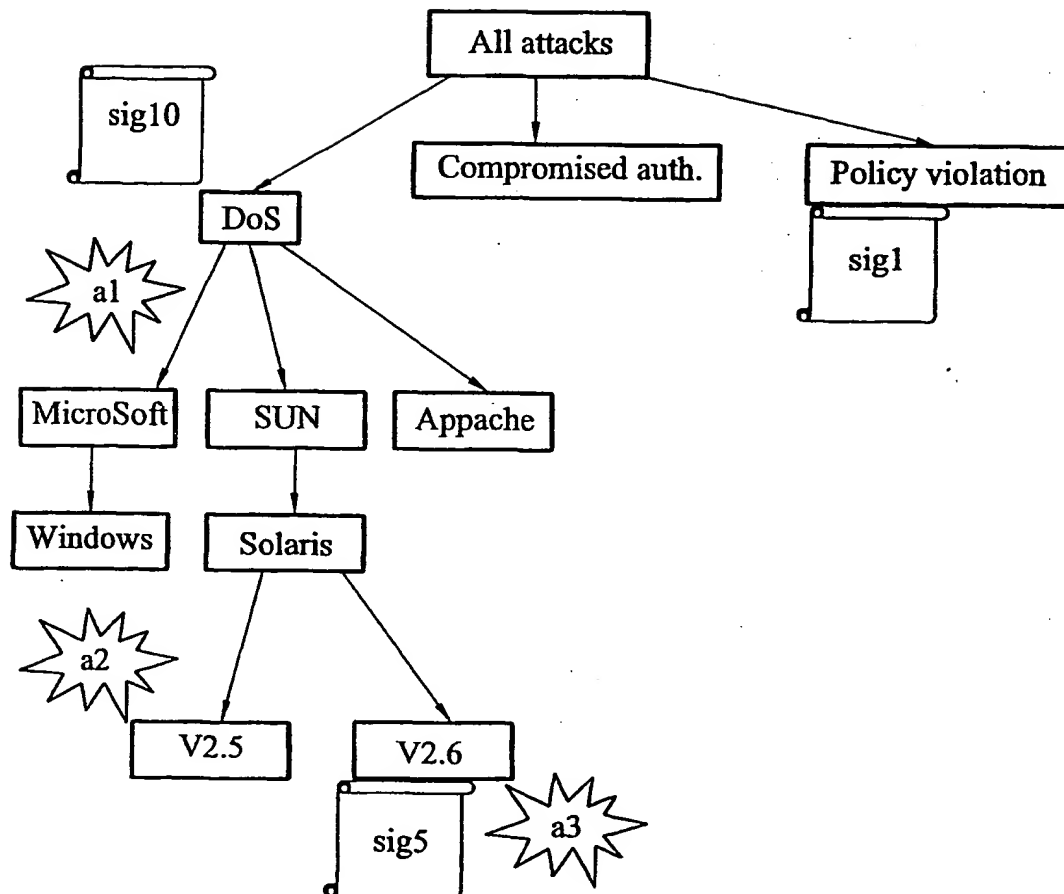 All attacks
sig10
Compromised auth.
Policy violation
DoS
sig1
a1
MicroSoft
SUN
Appache
Windows
Solaris
a2
V2.5
V2.6
sig5
a3